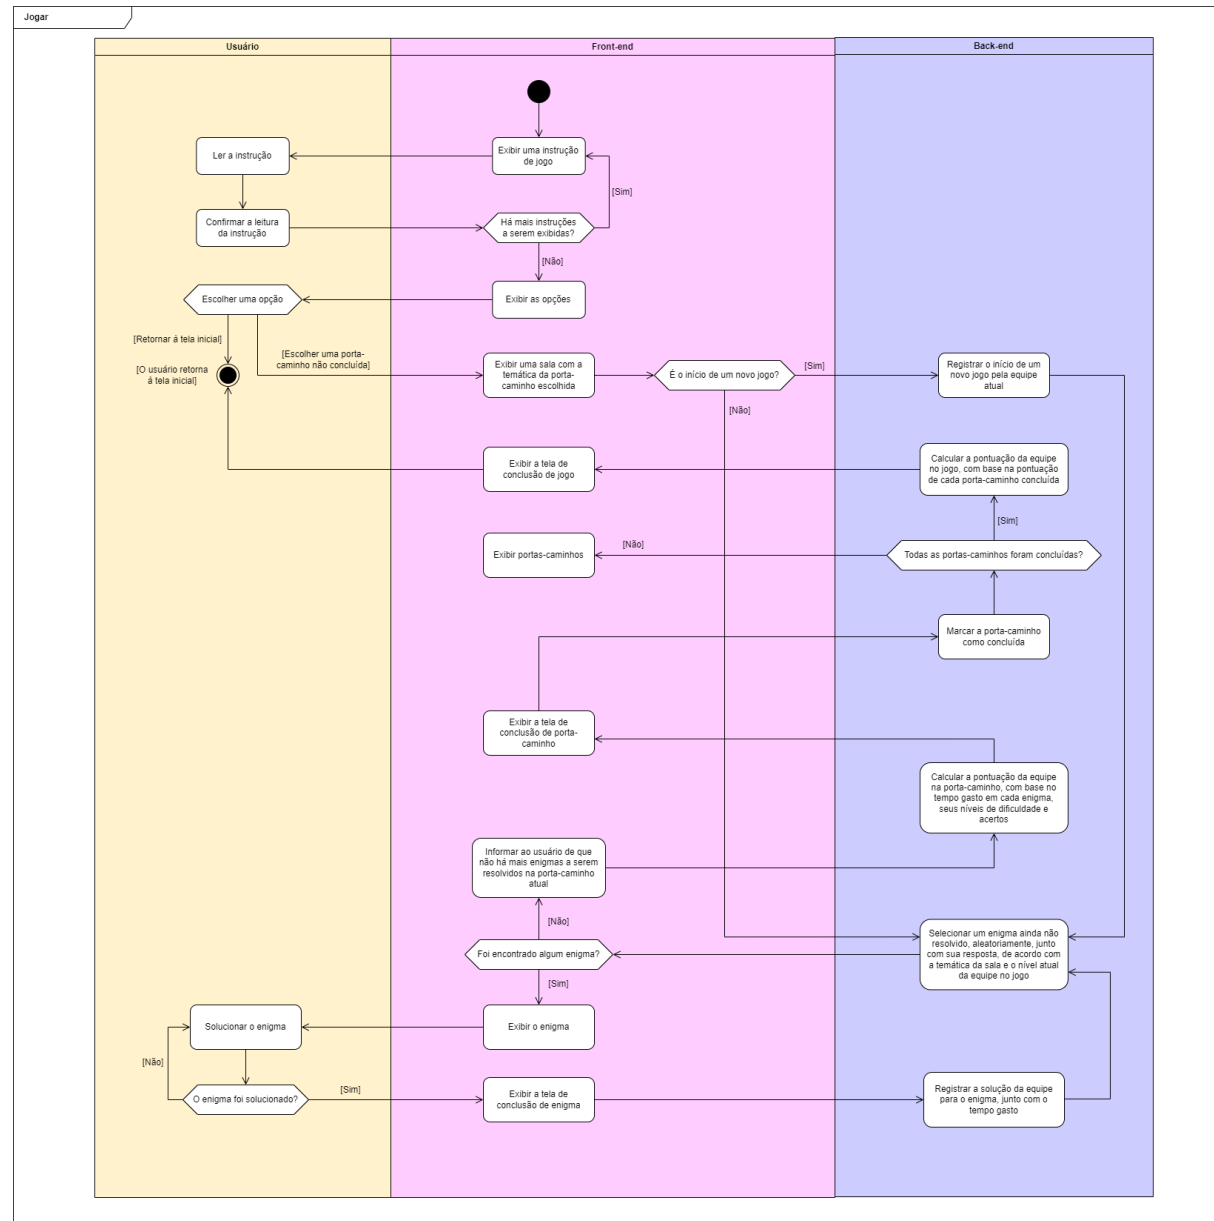 Jogar
Usuário
Front-end
Back-end
Ler a instrução
Exibir uma instrução
de jogo
[Sim]
Confirmar a leitura
da instrução
Há mais instruções
a serem exibidas?
[Não]
Escolher uma opção
Exibir as opções
[Retornar á tela inicial]
[Escolher uma porta-
caminho não concluída]
[O usuário retorna
á tela inicial]
Exibir uma sala com a
temática da porta-
caminho escolhida
É o início de um novo jogo?
[Sim]
[Não]
Registrar o início de um
novo jogo pela equipe
atual
Exibir a tela de
conclusão de jogo
Calcular a pontuação da equipe
no jogo, com base na pontuação
de cada porta-caminho concluída
[Sim]
Exibir portas-caminhos
[Não]
Todas as portas-caminhos foram concluídas?
Marcar a porta-caminho
como concluída
Exibir a tela de
conclusão de porta-
caminho
Calcular a pontuação da equipe
na porta-caminho, com base no
tempo gasto em cada enigma,
seus níveis de dificuldade e
acertos
Informar ao usuário de que
não há mais enigmas a serem
resolvidos na porta-caminho
atual
[Não]
Foi encontrado algum enigma?
[Sim]
Selecionar um enigma ainda não
resolvido, aleatoriamente, junto
com sua resposta, de acordo com
a temática da sala e o nível atual
da equipe no jogo
Solucionar o enigma
Exibir o enigma
[Não]
O enigma foi solucionado?
[Sim]
Exibir a tela de
conclusão de enigma
Registrar a solução da equipe
para o enigma, junto com o
tempo gasto